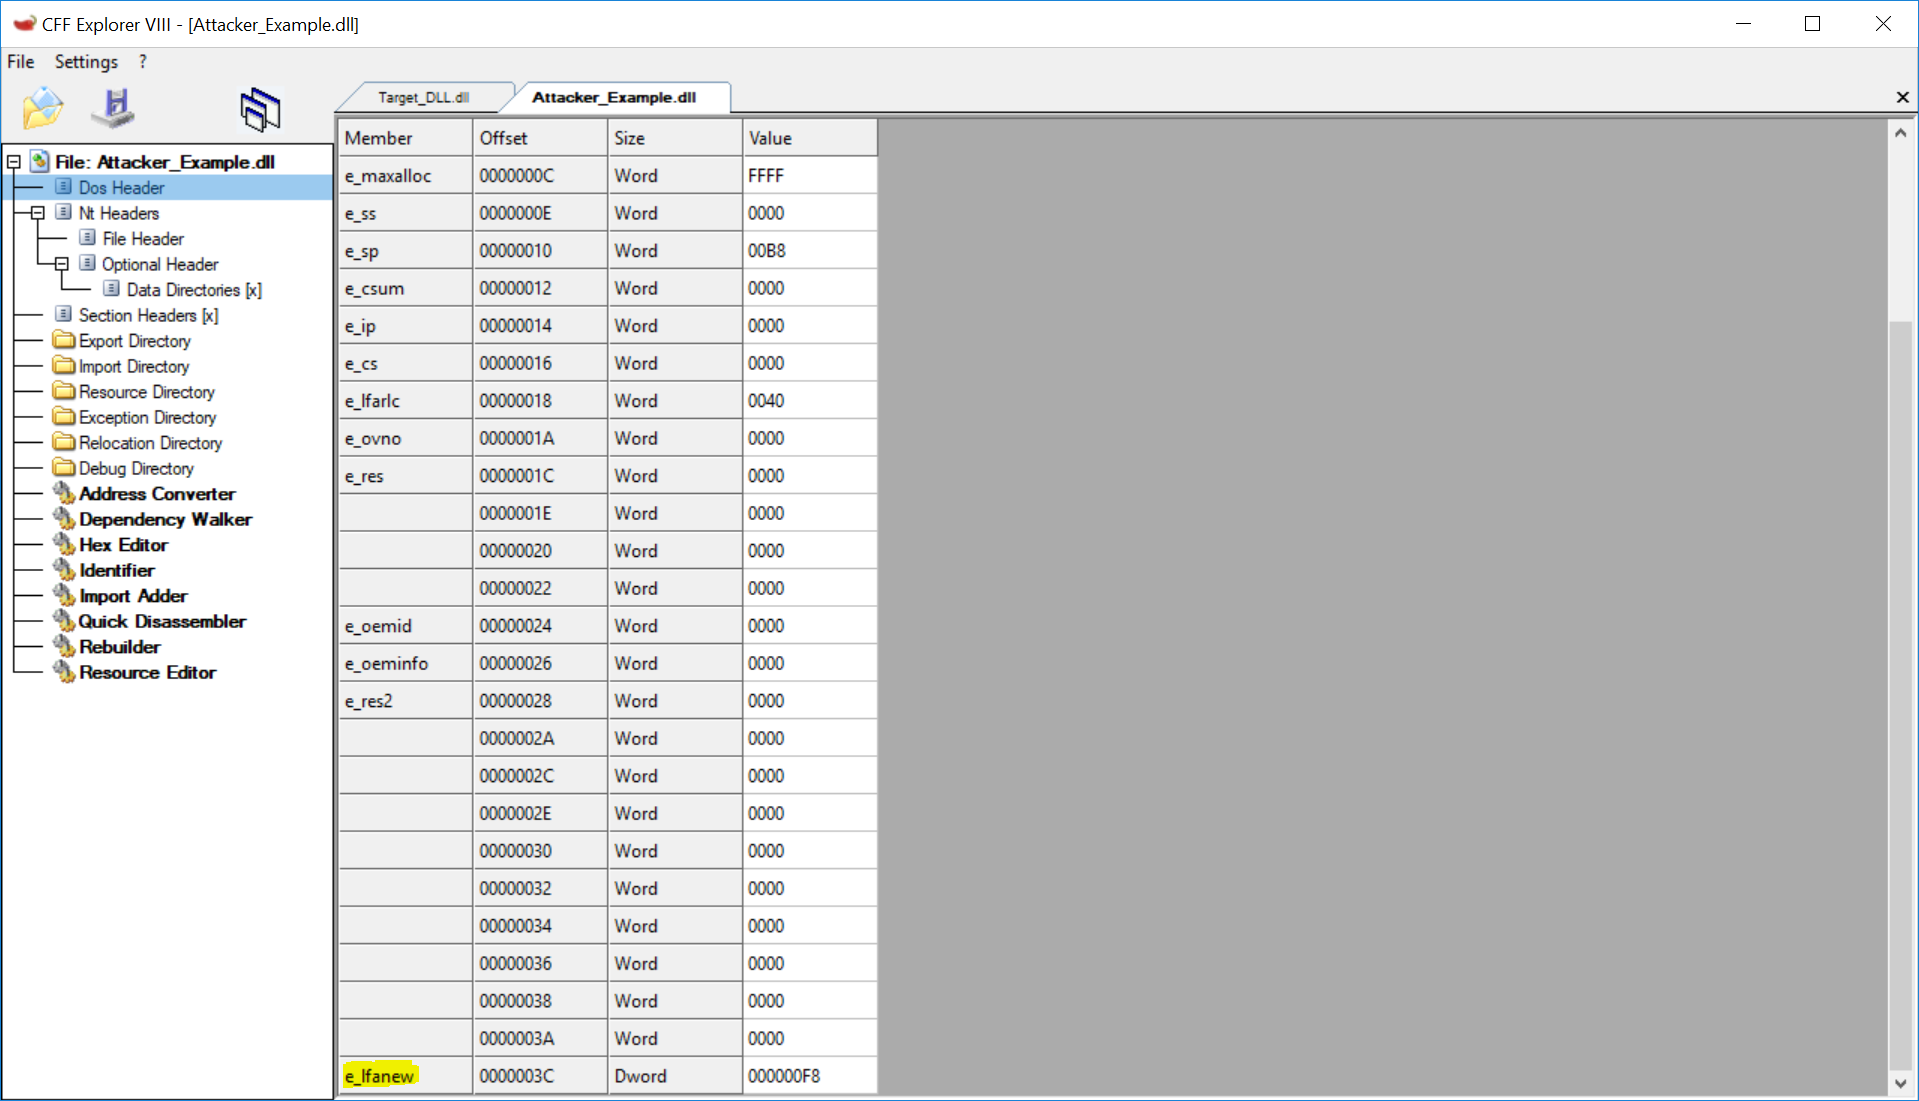 CFF Explorer VIII - [Attacker_Example.dll]
File Settings ?
Target_DLL.dll Attacker_Example.dll
File: Attacker_Example.dll
Dos Header
Nt Headers
File Header
Optional Header
Data Directories [x]
Section Headers [x]
Export Directory
Import Directory
Resource Directory
Exception Directory
Relocation Directory
Debug Directory
Address Converter
Dependency Walker
Hex Editor
Identifier
Import Adder
Quick Disassembler
Rebuilder
Resource Editor
Member Offset Size Value
e_maxalloc 0000000C Word FFFF
e_ss 0000000E Word 0000
e_sp 00000010 Word 00B8
e_csum 00000012 Word 0000
e_ip 00000014 Word 0000
e_cs 00000016 Word 0000
e_lfarlc 00000018 Word 0040
e_ovno 0000001A Word 0000
e_res 0000001C Word 0000
0000001E Word 0000
00000020 Word 0000
00000022 Word 0000
e_oemid 00000024 Word 0000
e_oeminfo 00000026 Word 0000
e_res2 00000028 Word 0000
0000002A Word 0000
0000002C Word 0000
0000002E Word 0000
00000030 Word 0000
00000032 Word 0000
00000034 Word 0000
00000036 Word 0000
00000038 Word 0000
0000003A Word 0000
e_lfanew 0000003C Dword 000000F8